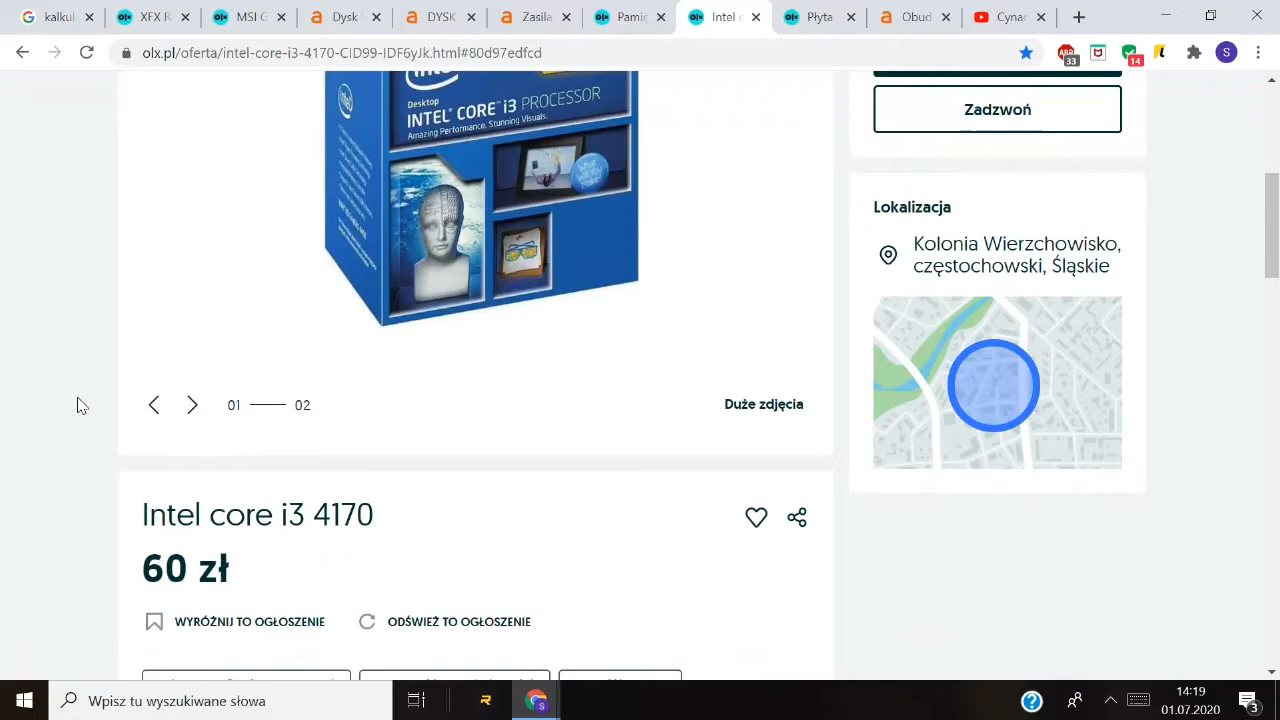 kalkul
XFX R
MSI G
Dysk
DYSK
Zasila
Pamię
Intel c
Płyta
Obud
Cynar
olx.pl/oferta/intel-core-i3-4170-CID99-IDF6yJk.html#80d97edfcd
33
14
S
intel
Desktop
INTEL® CORE™ i3 PROCESSOR
Amazing Performance. Stunning Visuals.
Zadzwoń
Lokalizacja
Kolonia Wierzchowisko,
częstochowski, Śląskie
01
02
Duże zdjęcia
Intel core i3 4170
60 zł
WYRÓŻNIJ TO OGŁOSZENIE
ODŚWIEŻ TO OGŁOSZENIE
Wpisz tu wyszukiwane słowa
14:19
01.07.2020
3